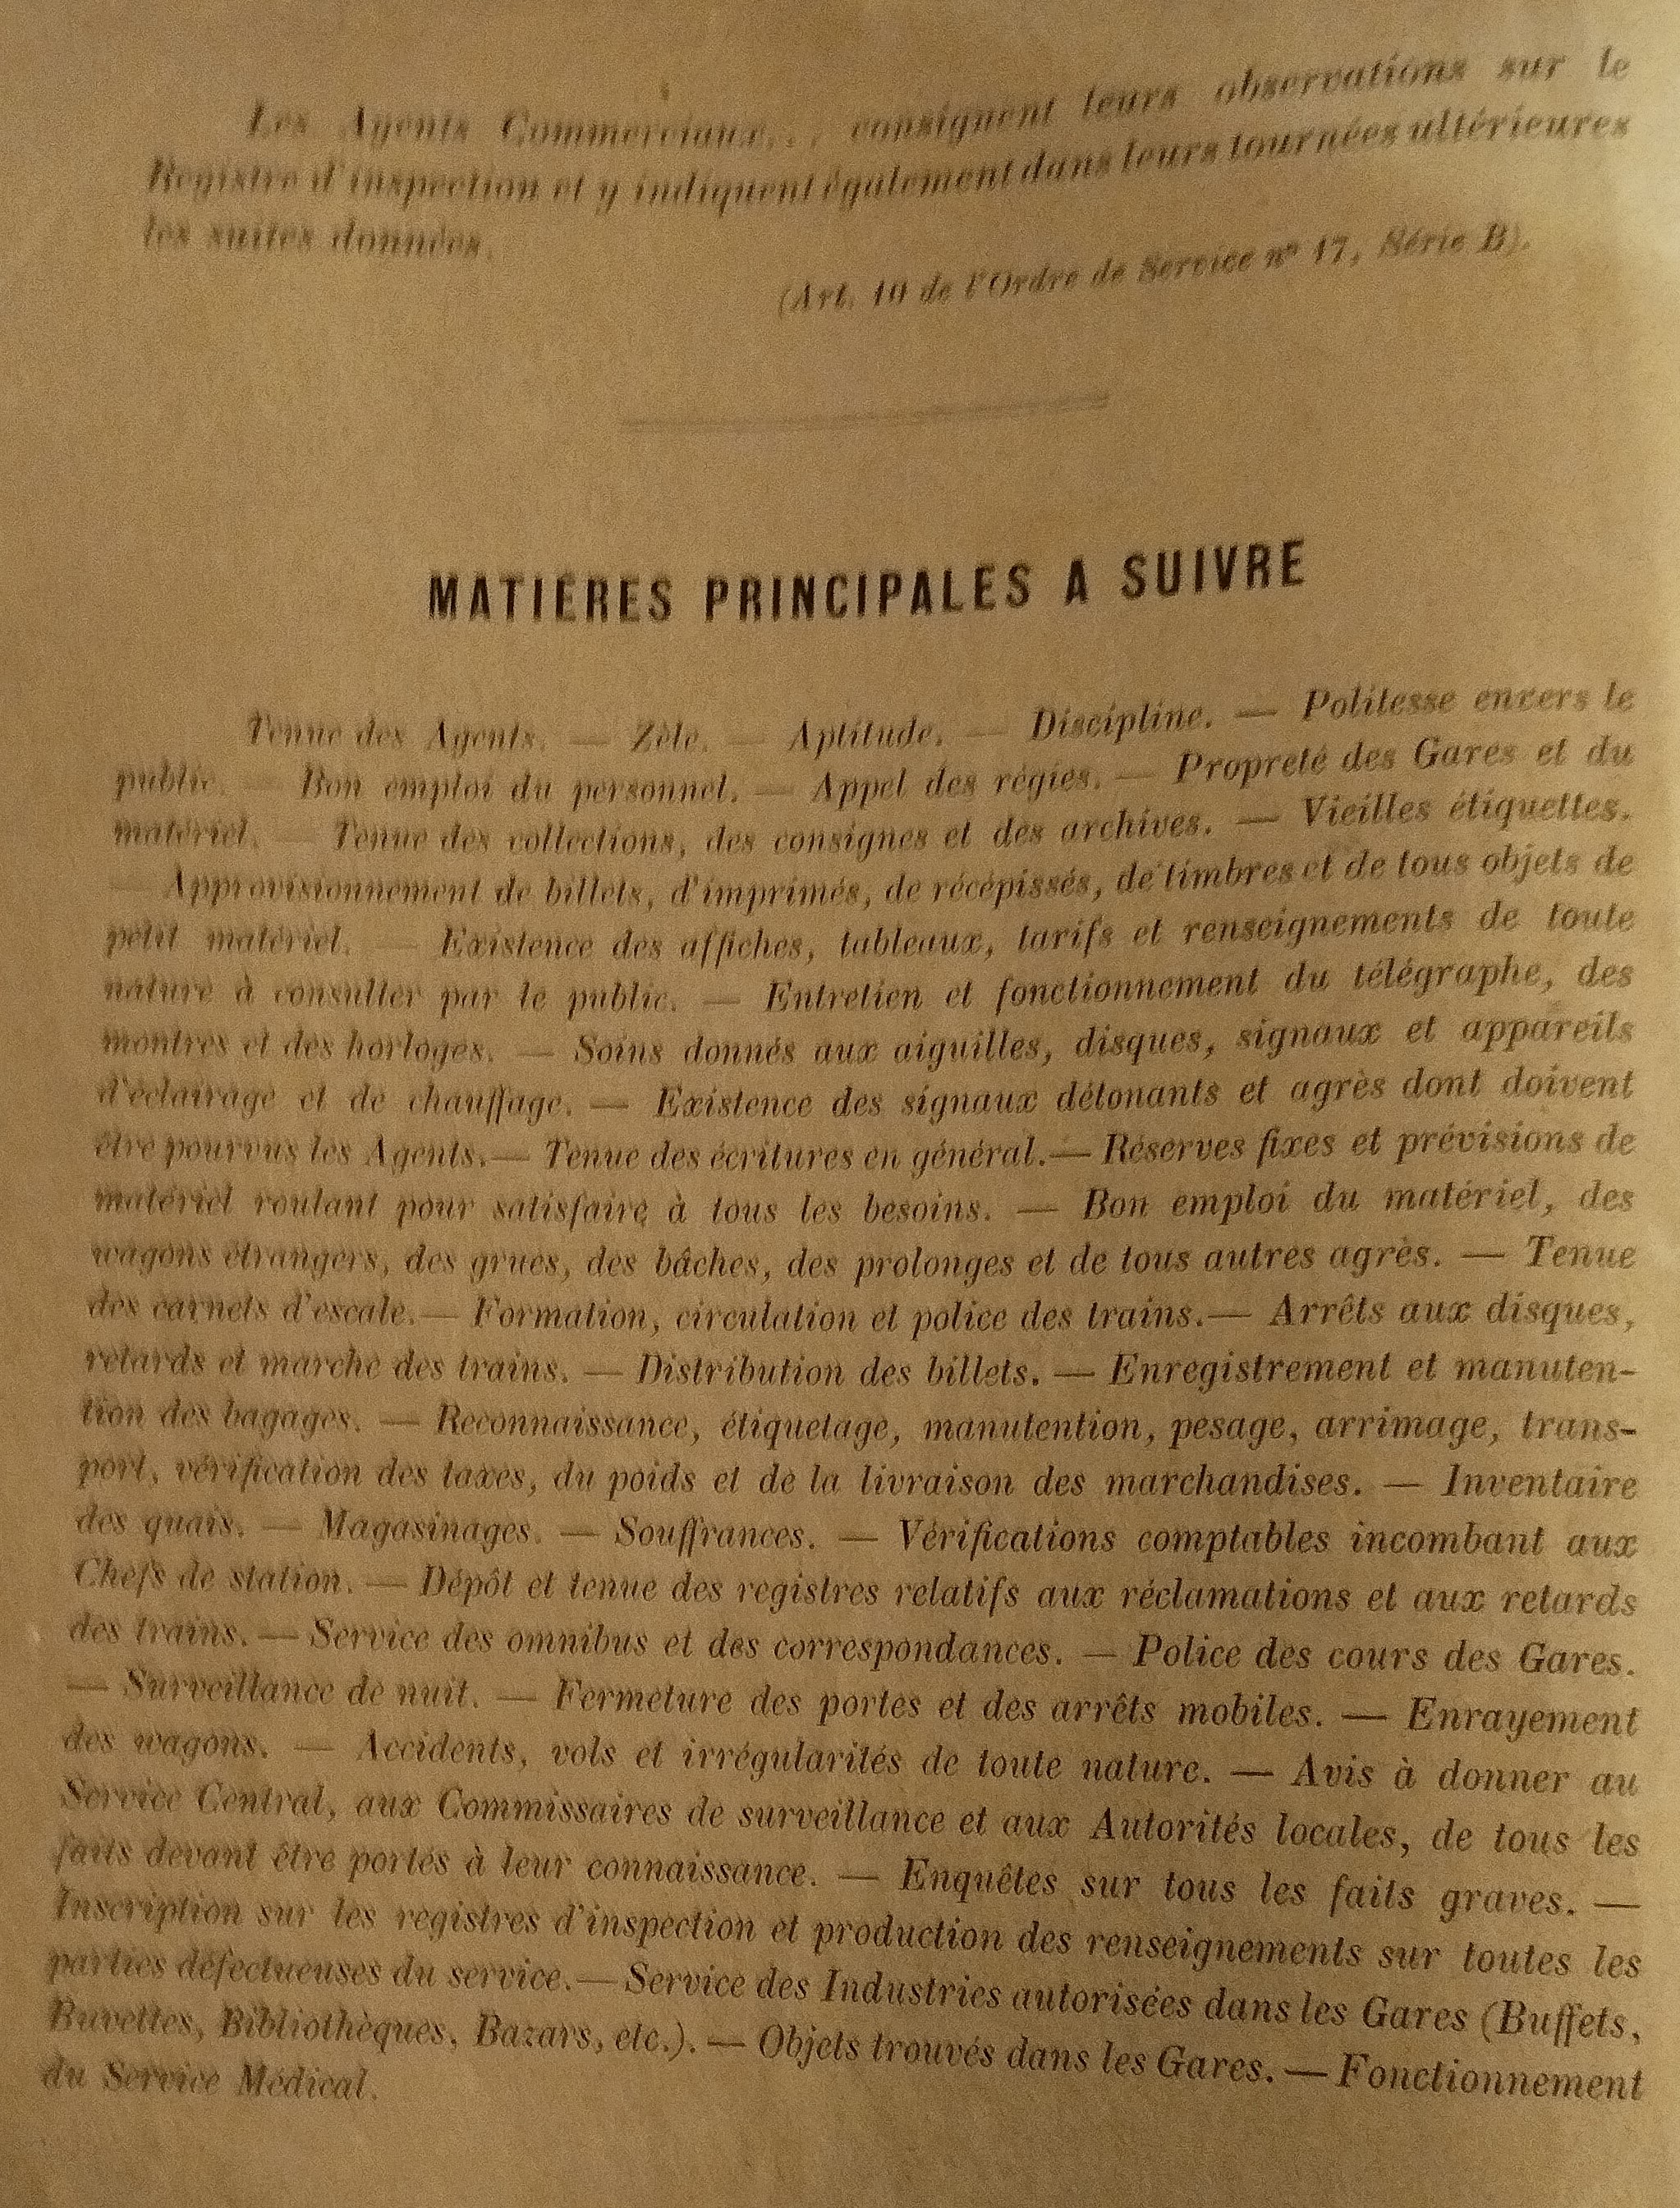 Les Agents Commerciaux..., consignent leurs observations sur le
Registre d'inspection et y indiquent également dans leurs tournées ultérieures
les suites données.
(Art. 10 de l'Ordre de Service nº 17, Série B).
MATIÈRES PRINCIPALES A SUIVRE
Tenue des Agents. — Zèle. — Aptitude. — Discipline. — Politesse envers le
public. — Bon emploi du personnel. — Appel des régies. — Propreté des Gares et du
matériel. — Tenue des collections, des consignes et des archives. — Vieilles étiquettes.
— Approvisionnement de billets, d'imprimés, de récépissés, de timbres et de tous objets de
petit matériel. — Existence des affiches, tableaux, tarifs et renseignements de toute
nature à consulter par le public. — Entretien et fonctionnement du télégraphe, des
montres et des horloges. — Soins donnés aux aiguilles, disques, signaux et appareils
d'éclairage et de chauffage. — Existence des signaux détonants et agrès dont doivent
être pourvus les Agents. — Tenue des écritures en général. — Réserves fixes et prévisions de
matériel roulant pour satisfaire à tous les besoins. — Bon emploi du matériel, des
wagons étrangers, des grues, des bâches, des prolonges et de tous autres agrès. — Tenue
des carnets d'escale. — Formation, circulation et police des trains. — Arrêts aux disques,
retards et marche des trains. — Distribution des billets. — Enregistrement et manuten-
tion des bagages. — Reconnaissance, étiquetage, manutention, pesage, arrimage, trans-
port, vérification des taxes, du poids et de la livraison des marchandises. — Inventaire
des quais. — Magasinages. — Souffrances. — Vérifications comptables incombant aux
Chefs de station. — Dépôt et tenue des registres relatifs aux réclamations et aux retards
des trains. — Service des omnibus et des correspondances. — Police des cours des Gares.
— Surveillance de nuit. — Fermeture des portes et des arrêts mobiles. — Enrayement
des wagons. — Accidents, vols et irrégularités de toute nature. — Avis à donner au
Service Central, aux Commissaires de surveillance et aux Autorités locales, de tous les
faits devant être portés à leur connaissance. — Enquêtes sur tous les faits graves. —
Inscription sur les registres d'inspection et production des renseignements sur toutes les
parties défectueuses du service. — Service des Industries autorisées dans les Gares (Buffets,
Buvettes, Bibliothèques, Bazars, etc.). — Objets trouvés dans les Gares. — Fonctionnement
du Service Médical.